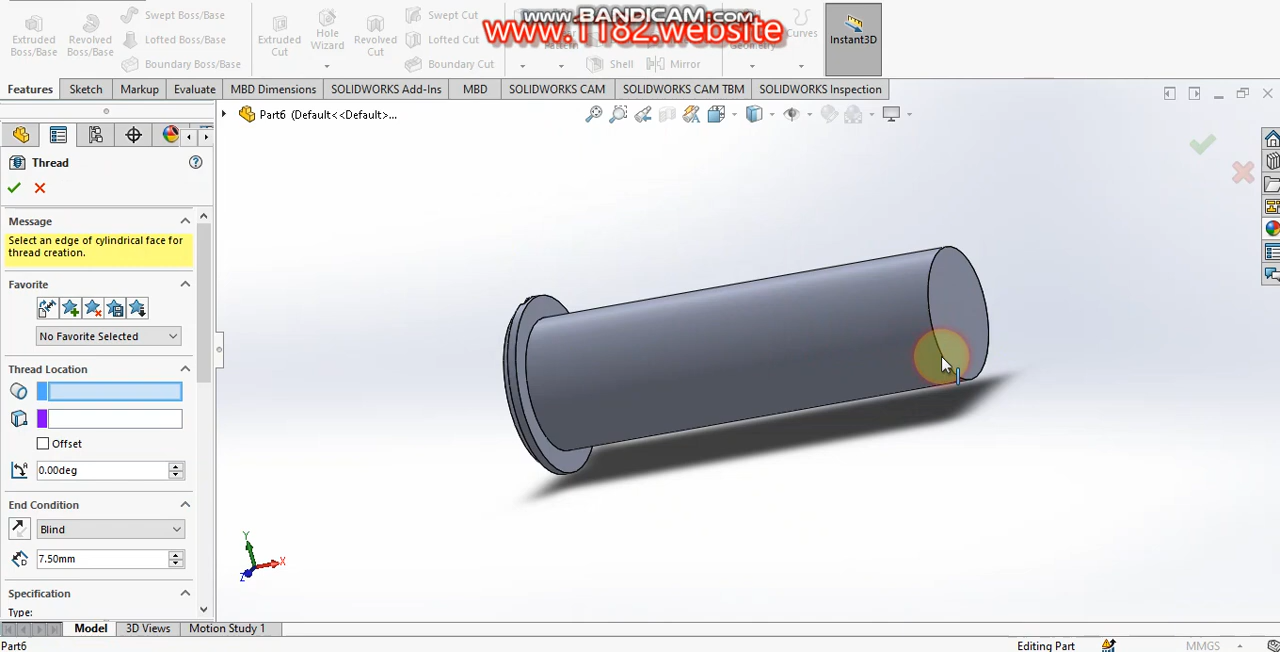 www.BANDICAM.com
www.1182.website
Extruded Boss/Base
Revolved Boss/Base
Swept Boss/Base
Boundary Boss/Base
Extruded Cut
Hole Wizard
Revolved Cut
Swept Cut
Lofted Cut
Boundary Cut
Shell
Mirror
Curves
Instant3D
Features
Sketch
Markup
Evaluate
MBD Dimensions
SOLIDWORKS Add-Ins
MBD
SOLIDWORKS CAM
SOLIDWORKS CAM TBM
SOLIDWORKS Inspection
Part6 (Default<<Default>...
Thread
Message
Select an edge of cylindrical face for
thread creation.
Favorite
No Favorite Selected
Thread Location
Offset
0.00deg
End Condition
Blind
7.50mm
Specification
Type:
Y
X
Z
Model
3D Views
Motion Study 1
Part6
Editing Part
MMGS